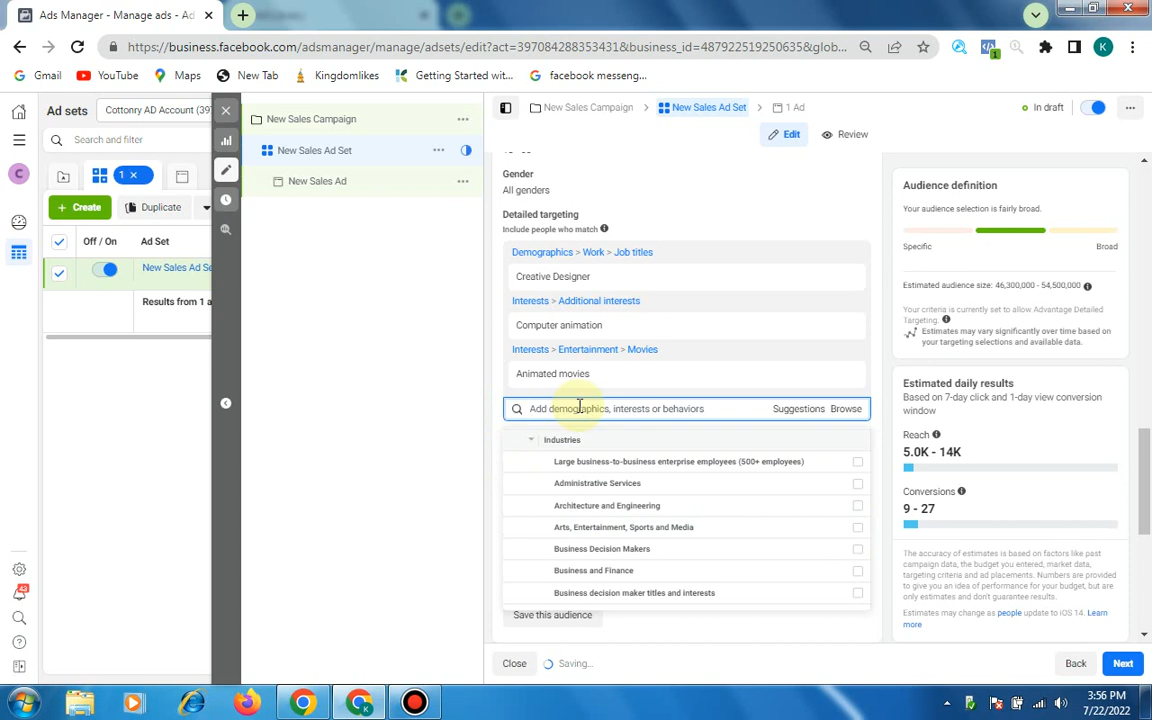 Ads Manager - Manage ads - Ad
https://business.facebook.com/adsmanager/manage/adsets/edit?act=397084288353431&business_id=487922519250635&glob...
Gmail
YouTube
Maps
New Tab
Kingdomlikes
Getting Started wit...
facebook messeng...
K
Ad sets
Cottonry AD Account (397
Search and filter
1 ×
+ Create
Duplicate
Off / On
Ad Set
New Sales Ad Se
Results from 1 a
C
43
New Sales Campaign
New Sales Ad Set
New Sales Ad
New Sales Campaign > New Sales Ad Set > 1 Ad
In draft
Edit
Review
Gender
All genders
Detailed targeting
Include people who match
Demographics > Work > Job titles
Creative Designer
Interests > Additional interests
Computer animation
Interests > Entertainment > Movies
Animated movies
Add demographics, interests or behaviors
Suggestions
Browse
Industries
Large business-to-business enterprise employees (500+ employees)
Administrative Services
Architecture and Engineering
Arts, Entertainment, Sports and Media
Business Decision Makers
Business and Finance
Business decision maker titles and interests
Save this audience
Close
Saving...
Back
Next
Audience definition
Your audience selection is fairly broad.
Specific
Broad
Estimated audience size: 46,300,000 - 54,500,000
Your criteria is currently set to allow Advantage Detailed
Targeting.
Estimates may vary significantly over time based on
your targeting selections and available data.
Estimated daily results
Based on 7-day click and 1-day view conversion
window
Reach
5.0K - 14K
Conversions
9 - 27
The accuracy of estimates is based on factors like past
campaign data, the budget you entered, market data,
targeting criteria and ad placements. Numbers are provided
to give you an idea of performance for your budget, but are
only estimates and don't guarantee results.
Estimates may change as people update to iOS 14. Learn
more
3:56 PM
7/22/2022